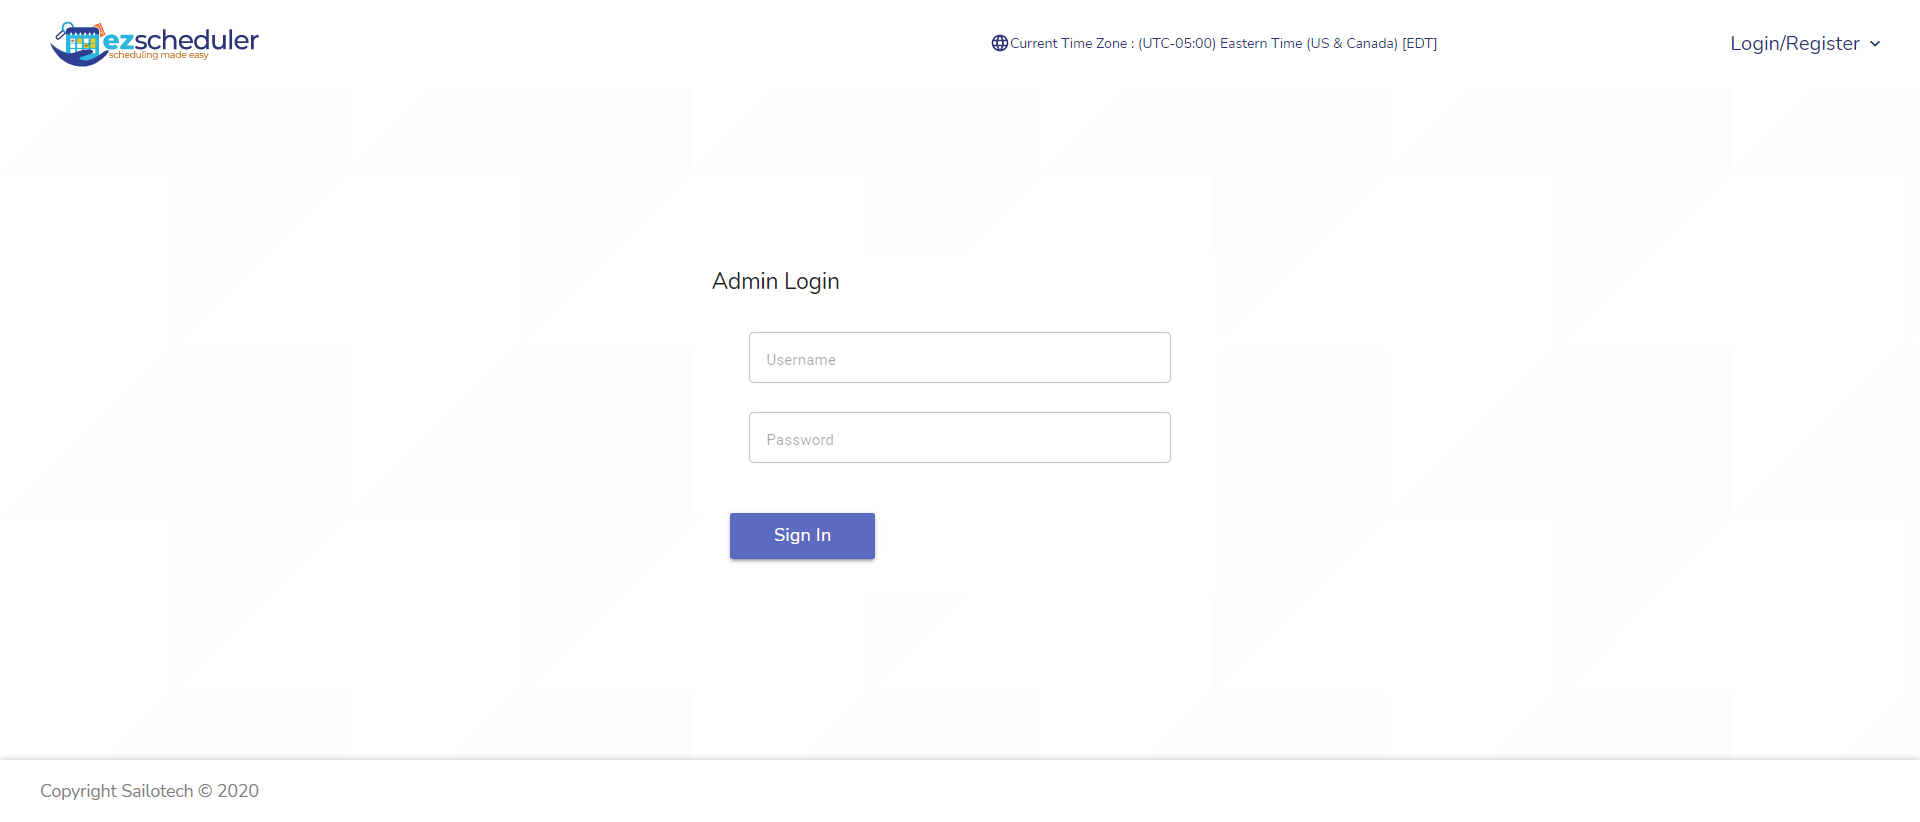 ezscheduler
scheduling made easy
Current Time Zone : (UTC-05:00) Eastern Time (US & Canada) [EDT]
Login/Register
Admin Login
Username
Password
Sign In
Copyright Sailotech © 2020